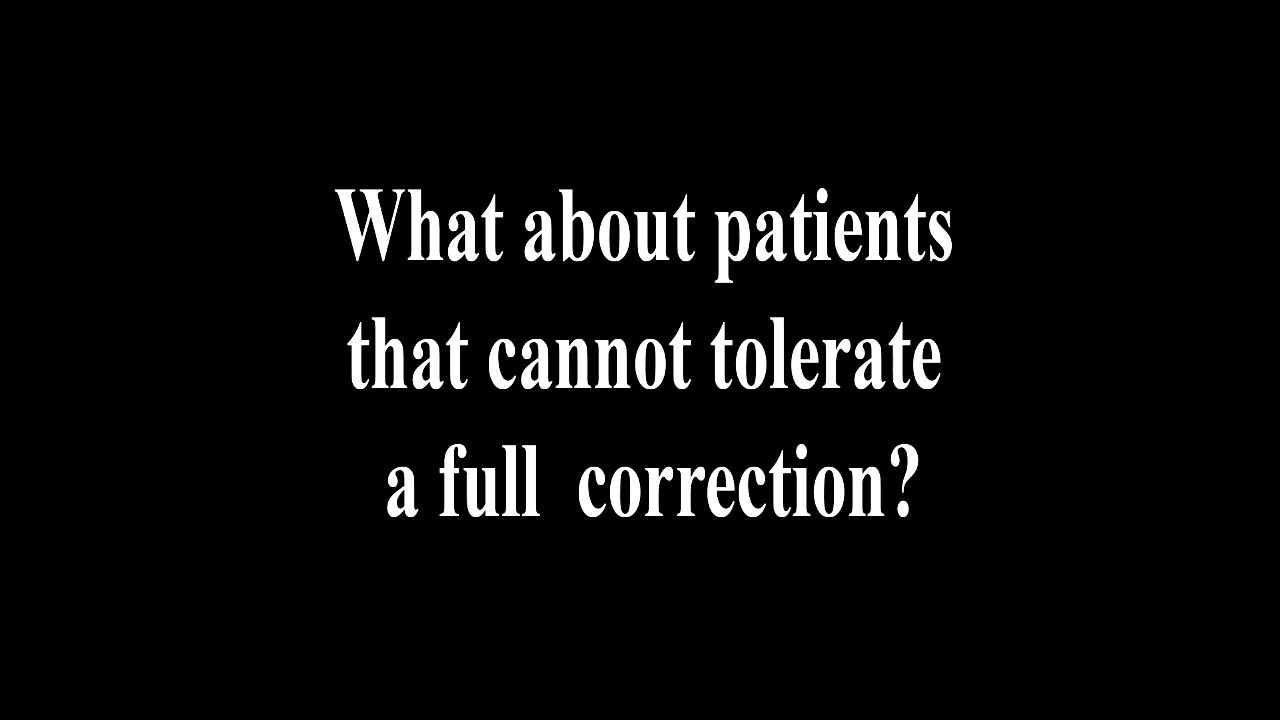 What about patients
that cannot tolerate
a full  correction?